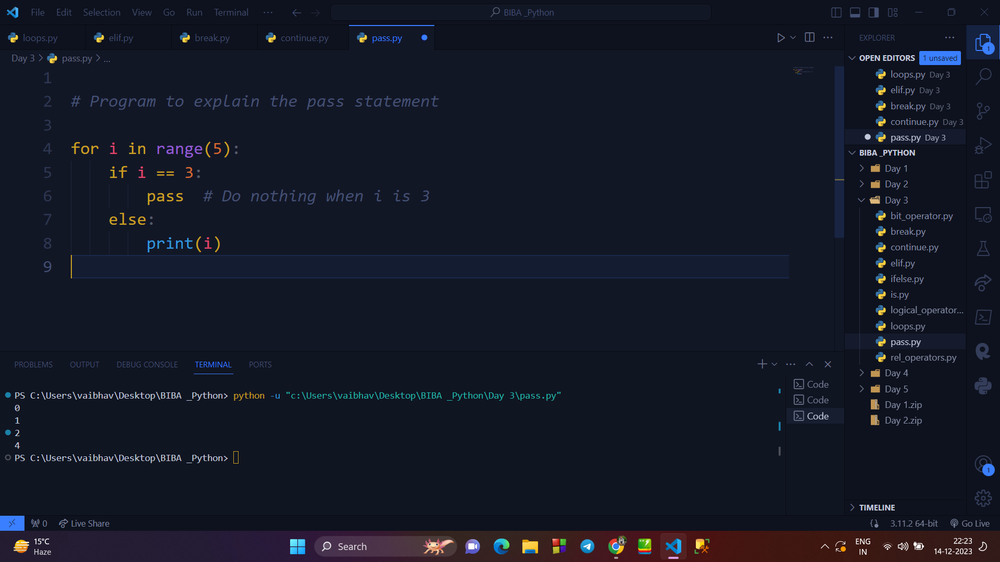 File Edit Selection View Go Run Terminal ··· BIBA _Python
loops.py elif.py break.py continue.py pass.py
Day 3 > pass.py > ...
1
2 # Program to explain the pass statement
3
4 for i in range(5):
5 if i == 3:
6 pass # Do nothing when i is 3
7 else:
8 print(i)
9
EXPLORER
OPEN EDITORS 1 unsaved
loops.py Day 3
elif.py Day 3
break.py Day 3
continue.py Day 3
pass.py Day 3
BIBA _PYTHON
Day 1
Day 2
Day 3
bit_operator.py
break.py
continue.py
elif.py
ifelse.py
is.py
logical_operator...
loops.py
pass.py
rel_operators.py
Day 4
Day 5
Day 1.zip
Day 2.zip
TIMELINE
1
1
PROBLEMS OUTPUT DEBUG CONSOLE TERMINAL PORTS
PS C:\Users\vaibhav\Desktop\BIBA _Python> python -u "c:\Users\vaibhav\Desktop\BIBA _Python\Day 3\pass.py"
0
1
2
4
PS C:\Users\vaibhav\Desktop\BIBA _Python>
Code
Code
Code
0 Live Share 3.11.2 64-bit Go Live
15°C
Haze
Search
ENG
IN
22:23
14-12-2023